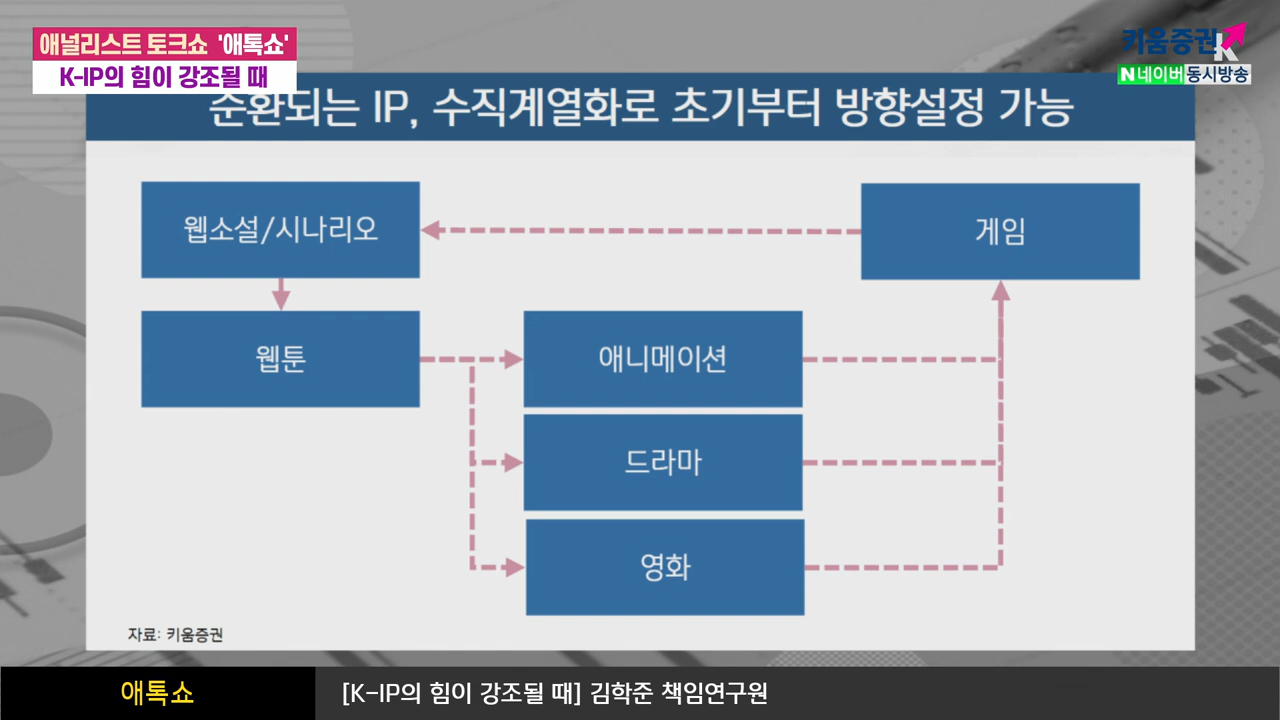 애널리스트 토크쇼 '애톡쇼'
K-IP의 힘이 강조될 때
키움증권 K
N 네이버 동시방송
순환되는 IP, 수직계열화로 초기부터 방향설정 가능
웹소설/시나리오
게임
웹툰
애니메이션
드라마
영화
자료: 키움증권
애톡쇼
[K-IP의 힘이 강조될 때] 김학준 책임연구원